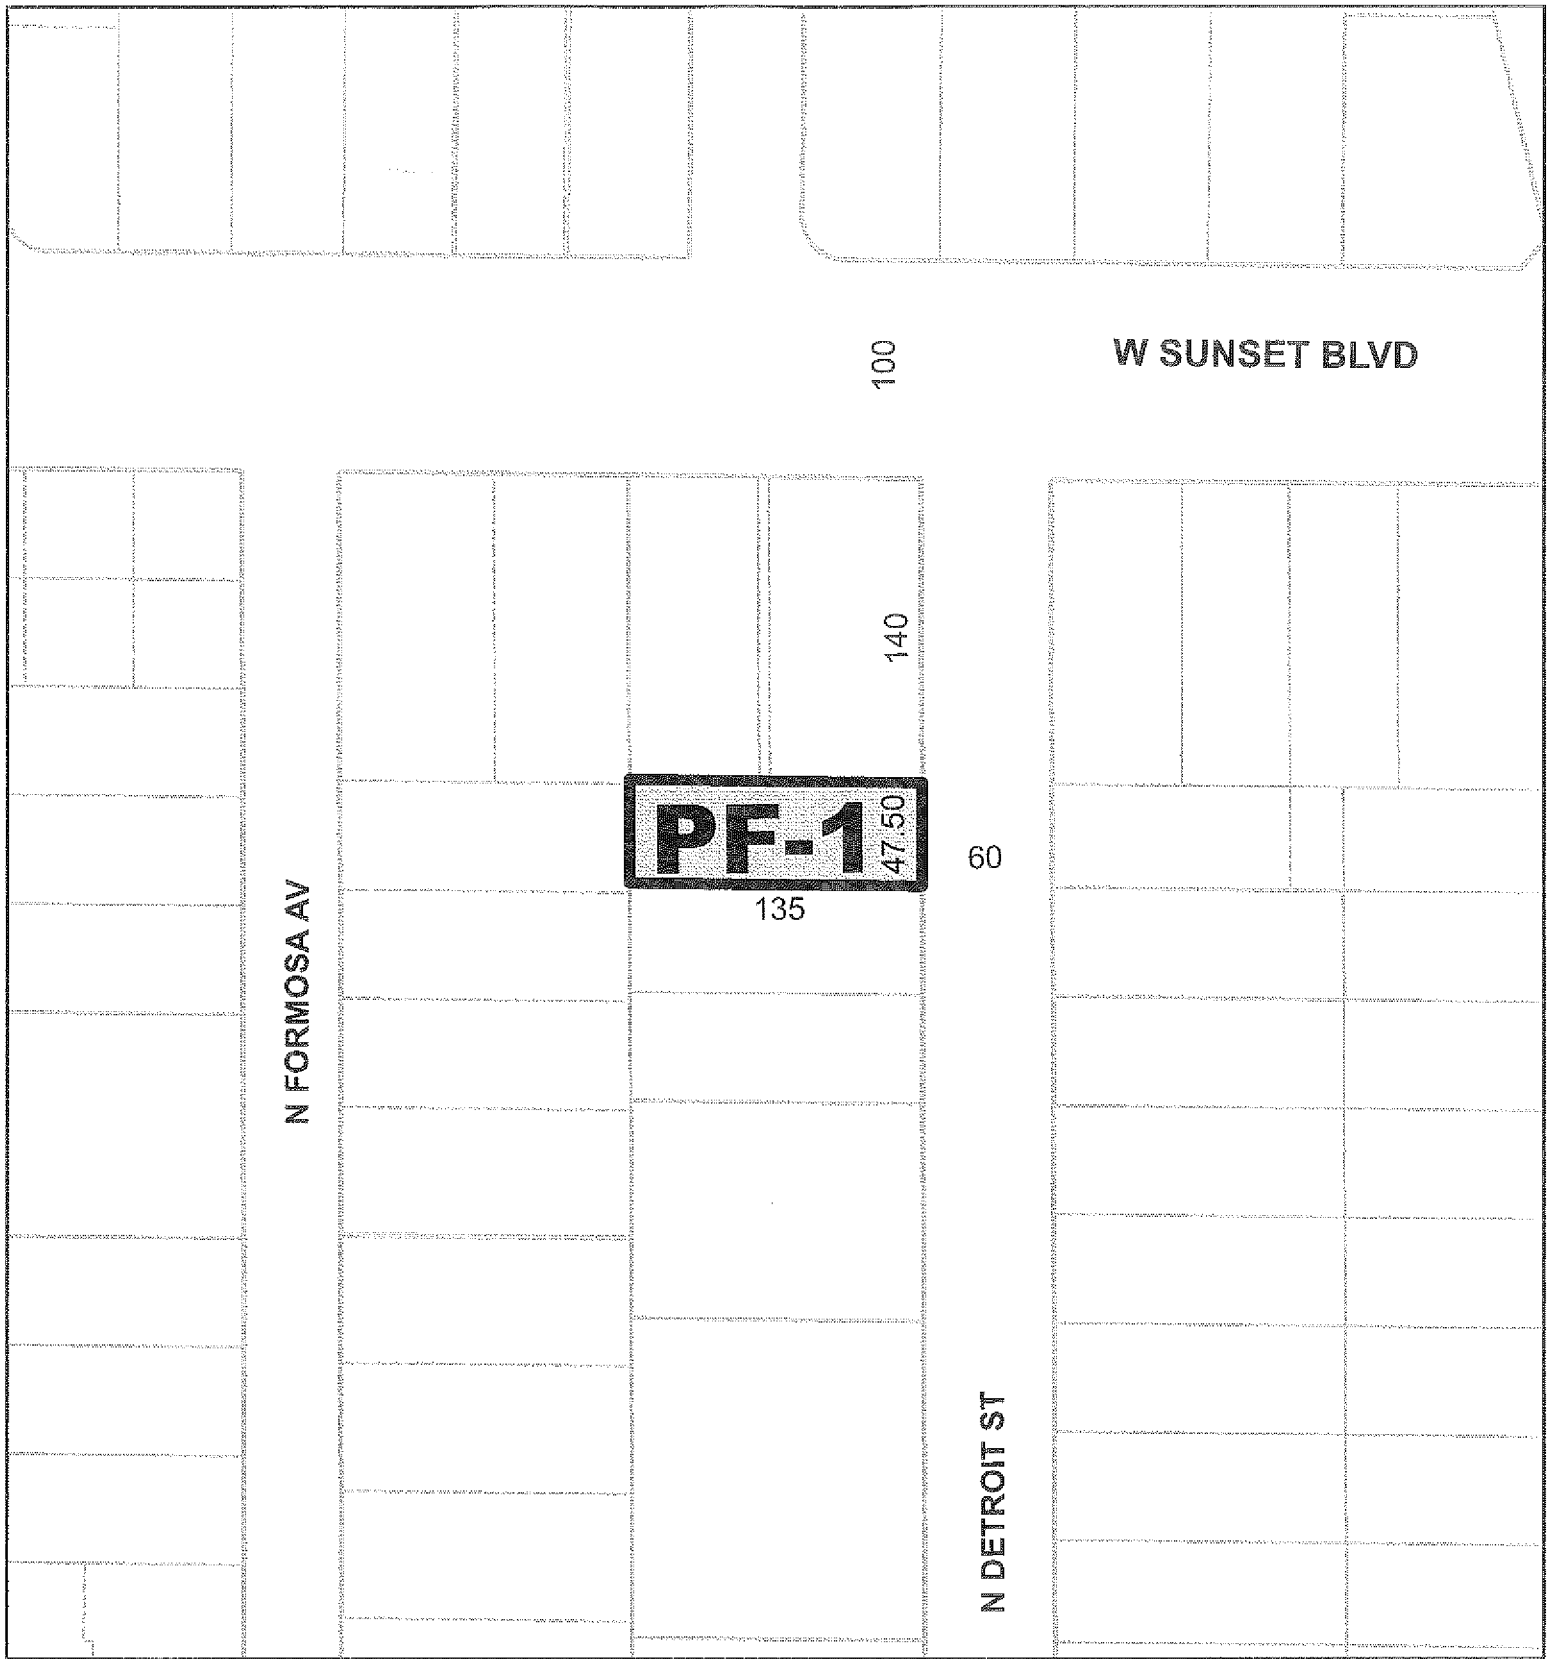 W SUNSET BLVD
100
140
PF-1
47.50
60
135
N FORMOSA AV
N DETROIT ST